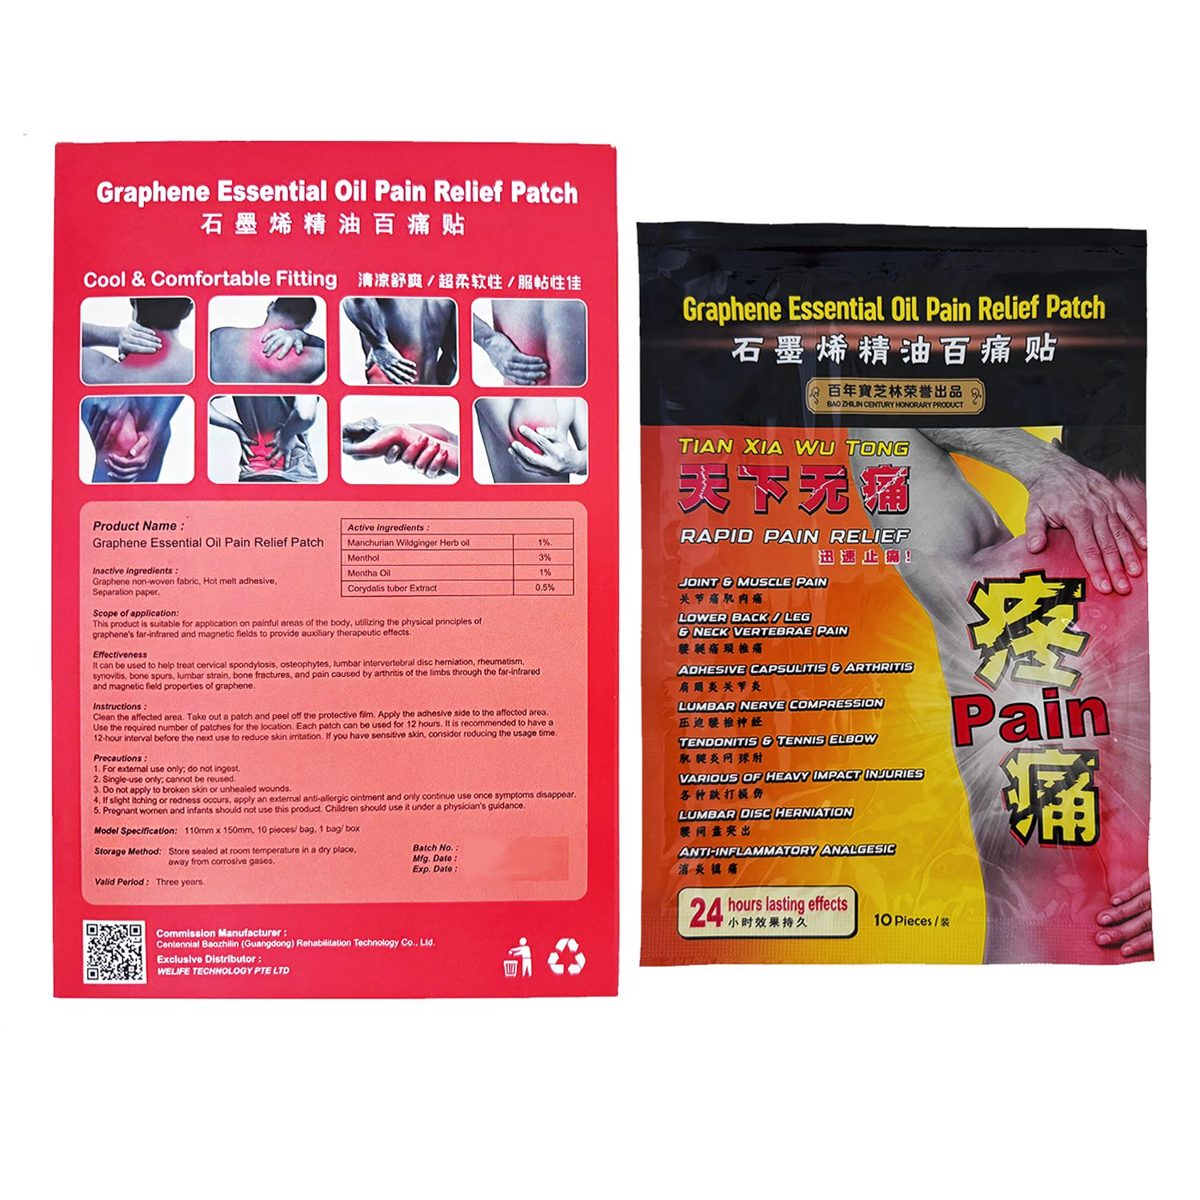 Graphene Essential Oil Pain Relief Patch
石墨烯精油百痛贴
Cool & Comfortable Fitting 清凉舒爽/超柔软性/服帖性佳
Product Name :
Graphene Essential Oil Pain Relief Patch
Inactive ingredients :
Graphene non-woven fabric, Hot melt adhesive,
Separation paper.
Active ingredients :
Manchurian Wildginger Herb oil 1%.
Menthol 3%
Mentha Oil 1%
Corydalis tuber Extract 0.5%
Scope of application:
This product is suitable for application on painful areas of the body, utilizing the physical principles of
graphene's far-infrared and magnetic fields to provide auxiliary therapeutic effects.
Effectiveness
It can be used to help treat cervical spondylosis, osteophytes, lumbar intervertebral disc herniation, rheumatism,
synovitis, bone spurs, lumbar strain, bone fractures, and pain caused by arthritis of the limbs through the far-infrared
and magnetic field properties of graphene.
Instructions :
Clean the affected area. Take out a patch and peel off the protective film. Apply the adhesive side to the affected area.
Use the required number of patches for the location. Each patch can be used for 12 hours. It is recommended to have a
12-hour interval before the next use to reduce skin irritation. If you have sensitive skin, consider reducing the usage time.
Precautions :
1. For external use only; do not ingest.
2. Single-use only; cannot be reused.
3. Do not apply to broken skin or unhealed wounds.
4. If slight itching or redness occurs, apply an external anti-allergic ointment and only continue use once symptoms disappear.
5. Pregnant women and infants should not use this product. Children should use it under a physician's guidance.
Model Specification: 110mm x 150mm, 10 pieces/ bag, 1 bag/ box
Storage Method: Store sealed at room temperature in a dry place,
away from corrosive gases.
Valid Period : Three years.
Batch No. :
Mfg. Date :
Exp. Date :
Commission Manufacturer :
Centennial Baozhilin (Guangdong) Rehabilitation Technology Co., Ltd.
Exclusive Distributor :
WELIFE TECHNOLOGY PTE LTD
Graphene Essential Oil Pain Relief Patch
石墨烯精油百痛贴
百年寶芝林荣誉出品
BAO ZHILIN CENTURY HONORARY PRODUCT
TIAN XIA WU TONG
天下无痛
RAPID PAIN RELIEF
迅速止痛!
JOINT & MUSCLE PAIN
关节痛肌肉痛
LOWER BACK / LEG
& NECK VERTEBRAE PAIN
腰腿痛颈椎痛
ADHESIVE CAPSULITIS & ARTHRITIS
肩周炎关节炎
LUMBAR NERVE COMPRESSION
压迫腰椎神经
TENDONITIS & TENNIS ELBOW
肌腱炎网球肘
VARIOUS OF HEAVY IMPACT INJURIES
各种跌打损伤
LUMBAR DISC HERNIATION
腰间盘突出
ANTI-INFLAMMATORY ANALGESIC
消炎镇痛
24 hours lasting effects
小时效果持久
10 Pieces / 装
痉
Pain
痛